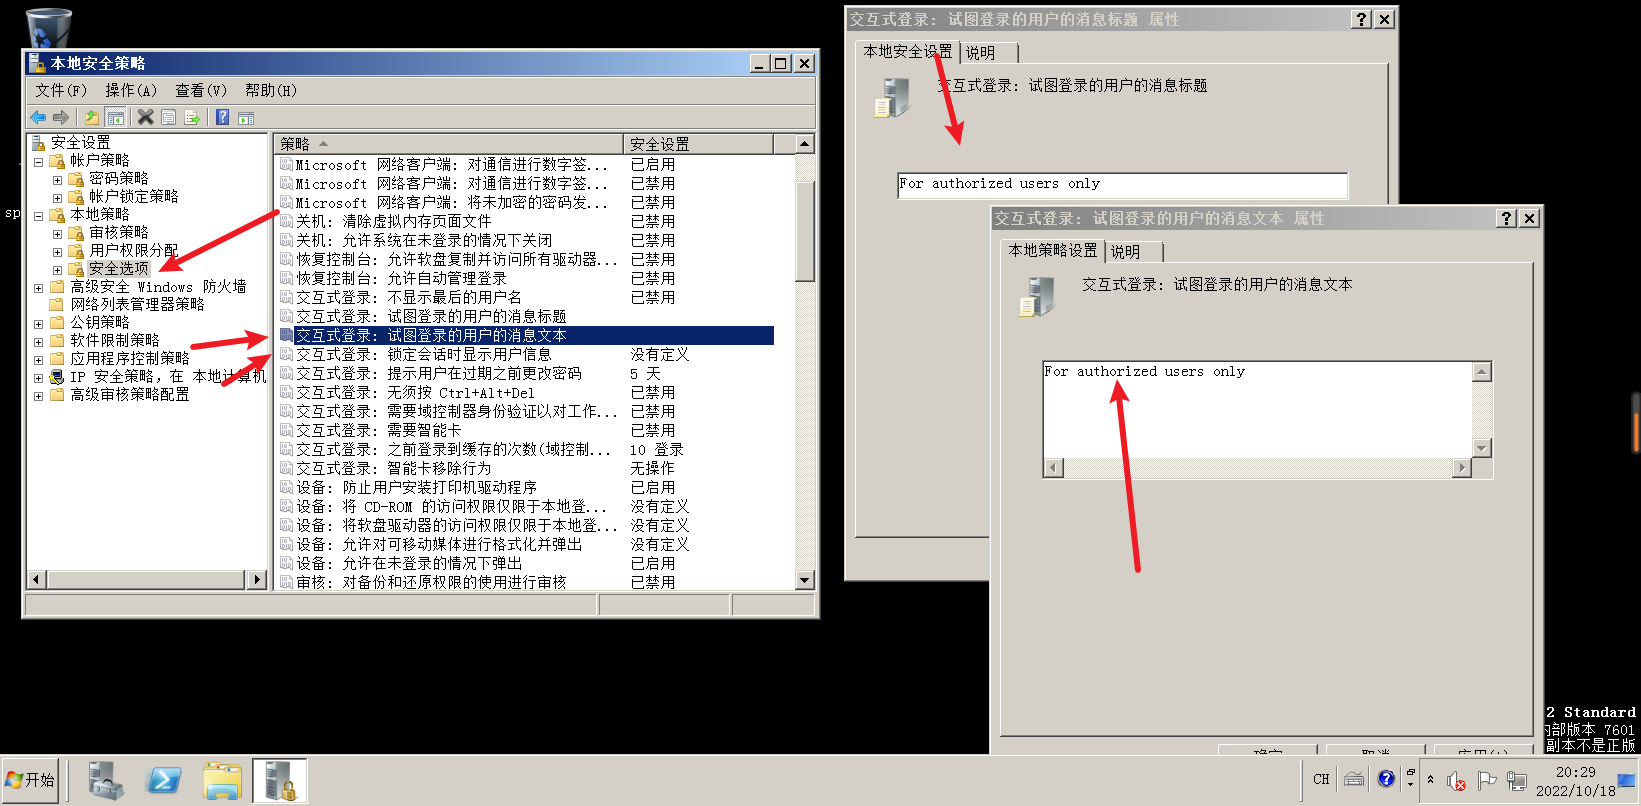 本地安全策略
文件(F) 操作(A) 查看(V) 帮助(H)
安全设置
帐户策略
密码策略
帐户锁定策略
本地策略
审核策略
用户权限分配
安全选项
高级安全 Windows 防火墙
网络列表管理器策略
公钥策略
软件限制策略
应用程序控制策略
IP 安全策略，在 本地计算机
高级审核策略配置
策略 安全设置
Microsoft 网络客户端: 对通信进行数字签... 已启用
Microsoft 网络客户端: 对通信进行数字签... 已禁用
Microsoft 网络客户端: 将未加密的密码发... 已禁用
关机: 清除虚拟内存页面文件 已禁用
关机: 允许系统在未登录的情况下关闭 已禁用
恢复控制台: 允许软盘复制并访问所有驱动器... 已禁用
恢复控制台: 允许自动管理登录 已禁用
交互式登录: 不显示最后的用户名 已禁用
交互式登录: 试图登录的用户的消息标题
交互式登录: 试图登录的用户的消息文本
交互式登录: 锁定会话时显示用户信息 没有定义
交互式登录: 提示用户在过期之前更改密码 5 天
交互式登录: 无须按 Ctrl+Alt+Del 已禁用
交互式登录: 需要域控制器身份验证以对工作... 已禁用
交互式登录: 需要智能卡 已禁用
交互式登录: 之前登录到缓存的次数(域控制... 10 登录
交互式登录: 智能卡移除行为 无操作
设备: 防止用户安装打印机驱动程序 已启用
设备: 将 CD-ROM 的访问权限仅限于本地登... 没有定义
设备: 将软盘驱动器的访问权限仅限于本地登... 没有定义
设备: 允许对可移动媒体进行格式化并弹出 没有定义
设备: 允许在未登录的情况下弹出 已启用
审核: 对备份和还原权限的使用进行审核 已禁用
交互式登录: 试图登录的用户的消息标题 属性
本地安全设置 说明
交互式登录: 试图登录的用户的消息标题
For authorized users only
交互式登录: 试图登录的用户的消息文本 属性
本地策略设置 说明
交互式登录: 试图登录的用户的消息文本
For authorized users only
确定 取消 应用(A)
sp
2 Standard
内部版本 7601
副本不是正版
开始
CH
20:29
2022/10/18